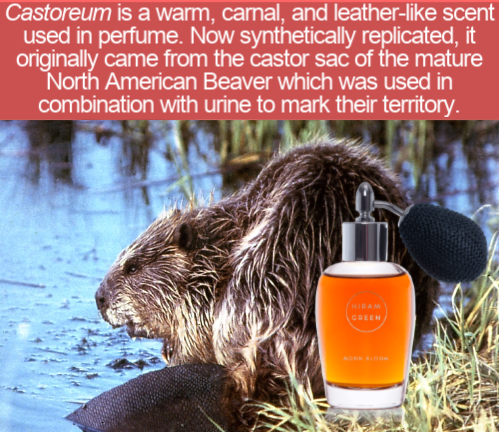 Castoreum is a warm, carnal, and leather-like scent
used in perfume. Now synthetically replicated, it
originally came from the castor sac of the mature
North American Beaver which was used in
combination with urine to mark their territory.
HIRAM
GREEN